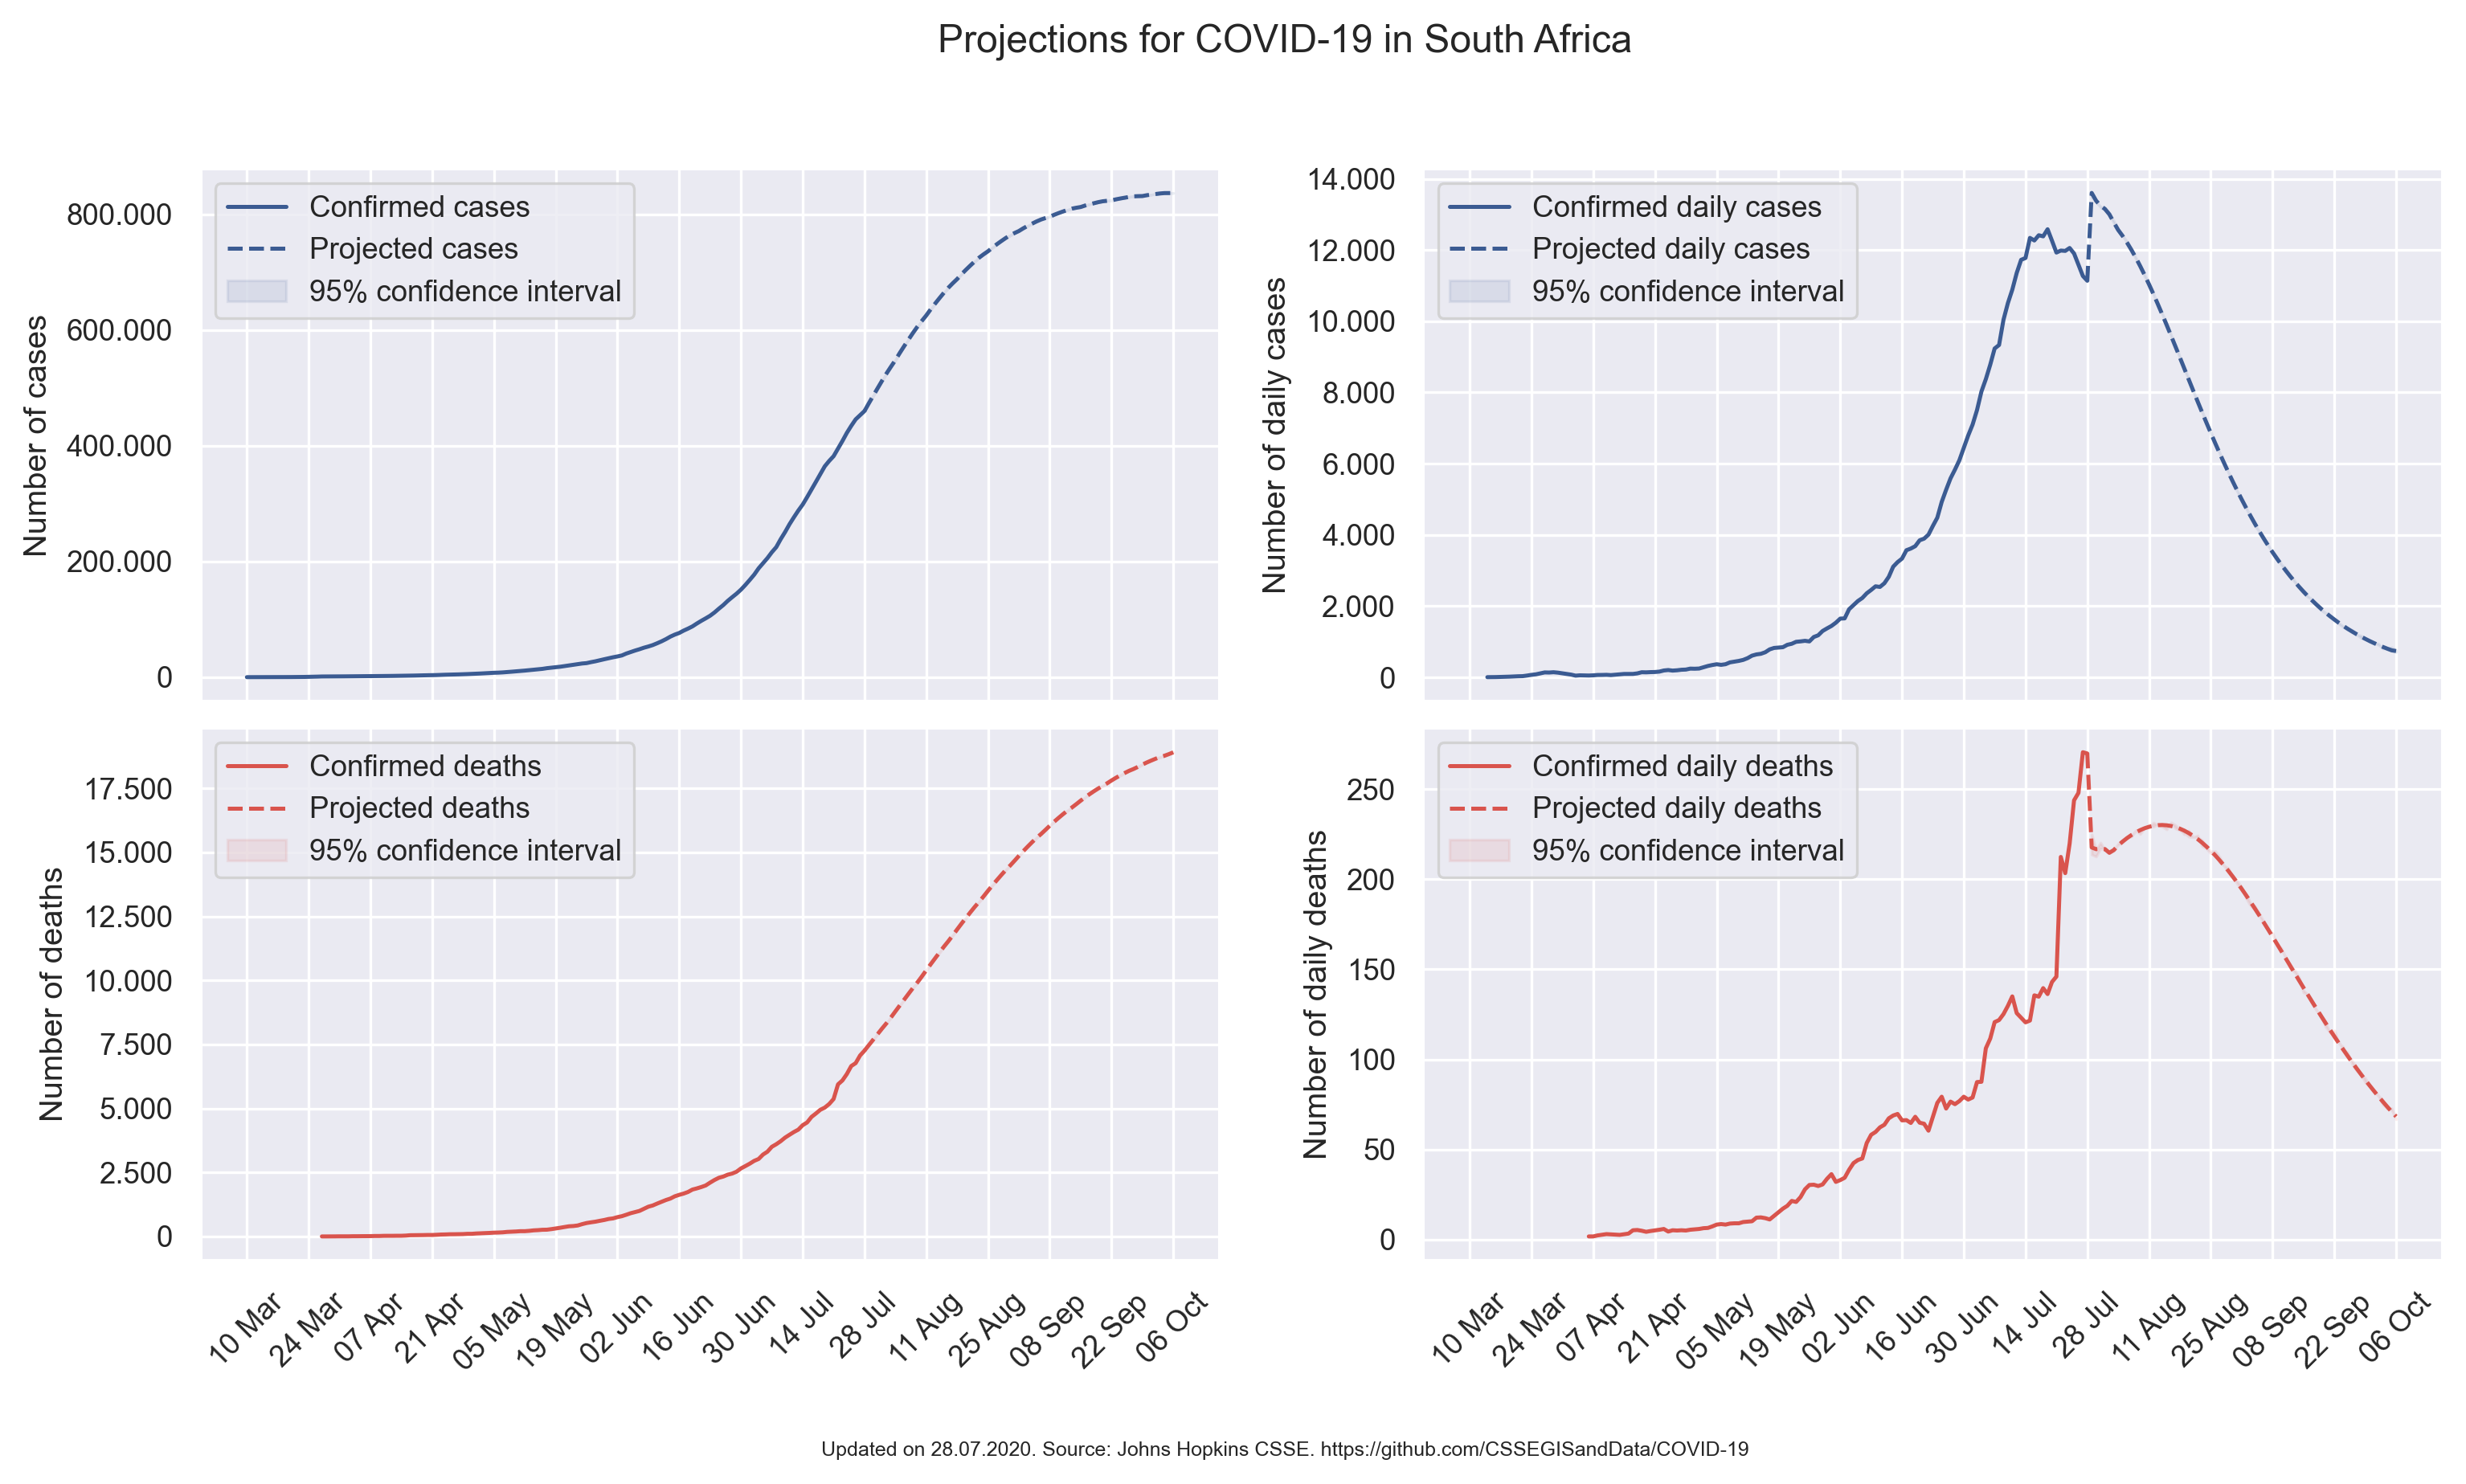 Projections for COVID-19 in South Africa
Number of cases
800.000
600.000
400.000
200.000
0
Confirmed cases
Projected cases
95% confidence interval
Number of daily cases
14.000
12.000
10.000
8.000
6.000
4.000
2.000
0
Confirmed daily cases
Projected daily cases
95% confidence interval
Number of deaths
17.500
15.000
12.500
10.000
7.500
5.000
2.500
0
Confirmed deaths
Projected deaths
95% confidence interval
10 Mar
24 Mar
07 Apr
21 Apr
05 May
19 May
02 Jun
16 Jun
30 Jun
14 Jul
28 Jul
11 Aug
25 Aug
08 Sep
22 Sep
06 Oct
Number of daily deaths
250
200
150
100
50
0
Confirmed daily deaths
Projected daily deaths
95% confidence interval
10 Mar
24 Mar
07 Apr
21 Apr
05 May
19 May
02 Jun
16 Jun
30 Jun
14 Jul
28 Jul
11 Aug
25 Aug
08 Sep
22 Sep
06 Oct
Updated on 28.07.2020. Source: Johns Hopkins CSSE. https://github.com/CSSEGISandData/COVID-19